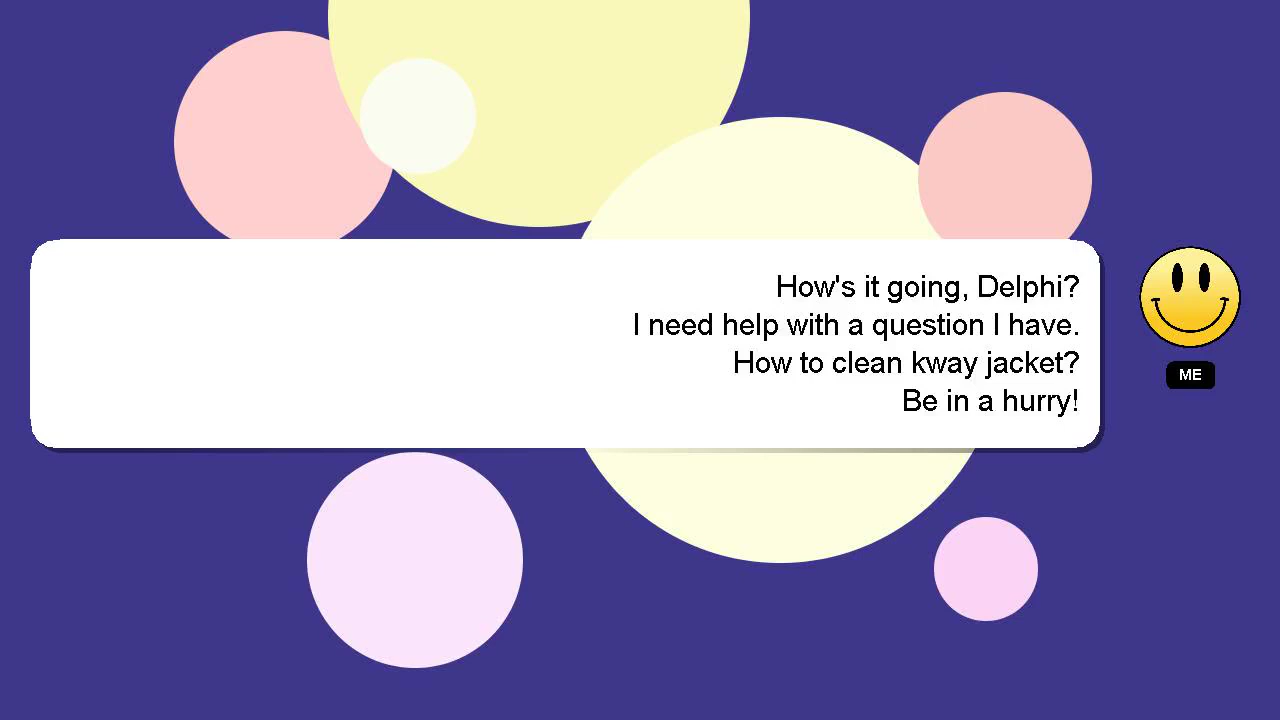 How's it going, Delphi?
I need help with a question I have.
How to clean kway jacket?
Be in a hurry!
ME